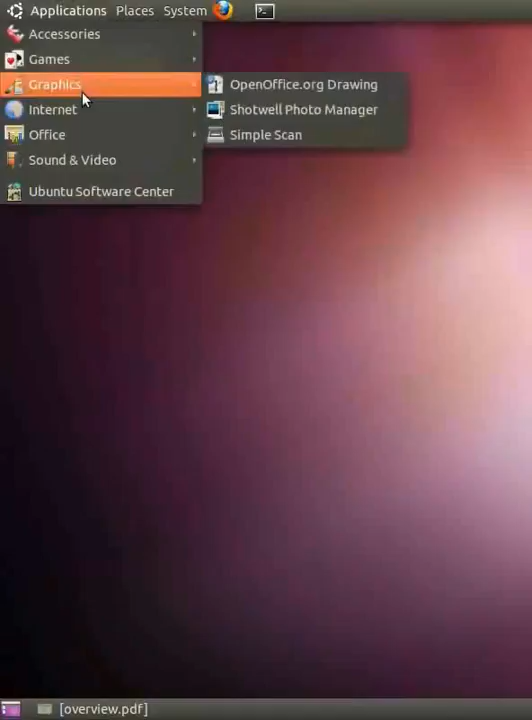 Applications Places System
Accessories
Games
Graphics
Internet
Office
Sound & Video
Ubuntu Software Center
OpenOffice.org Drawing
Shotwell Photo Manager
Simple Scan
[overview.pdf]